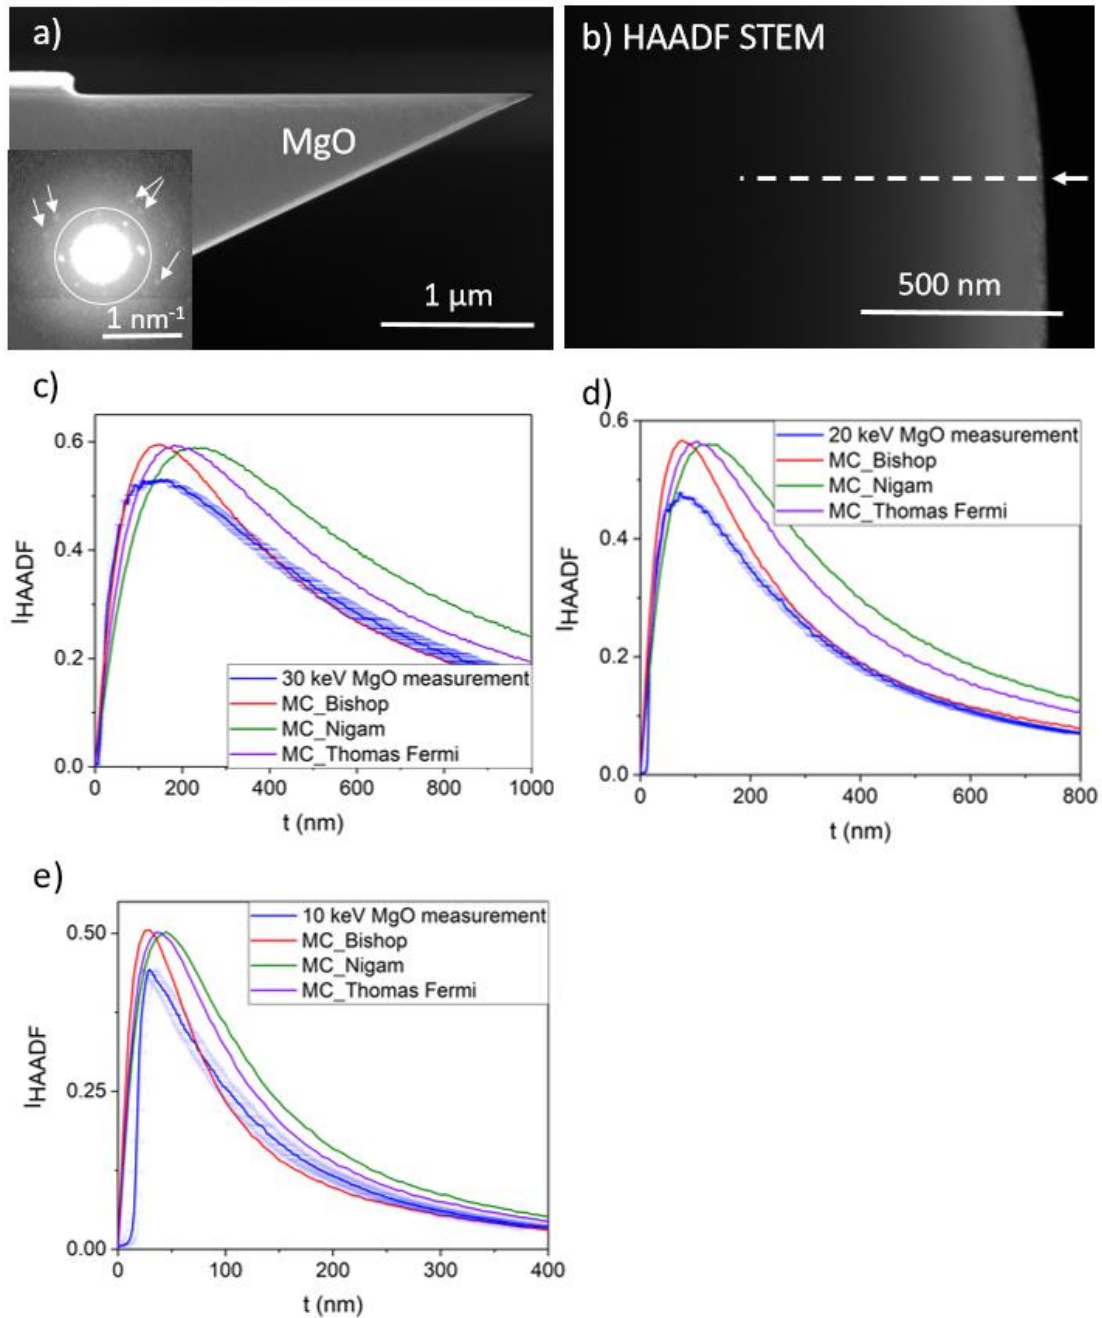 a)
MgO
1 nm⁻¹
1 μm
b) HAADF STEM
500 nm
c)
I_HAADF
0.6
0.4
0.2
0.0
0 200 400 600 800 1000
t (nm)
30 keV MgO measurement
MC_Bishop
MC_Nigam
MC_Thomas Fermi
d)
I_HAADF
0.6
0.4
0.2
0.0
0 200 400 600 800
t (nm)
20 keV MgO measurement
MC_Bishop
MC_Nigam
MC_Thomas Fermi
e)
I_HAADF
0.50
0.25
0.00
0 100 200 300 400
t (nm)
10 keV MgO measurement
MC_Bishop
MC_Nigam
MC_Thomas Fermi